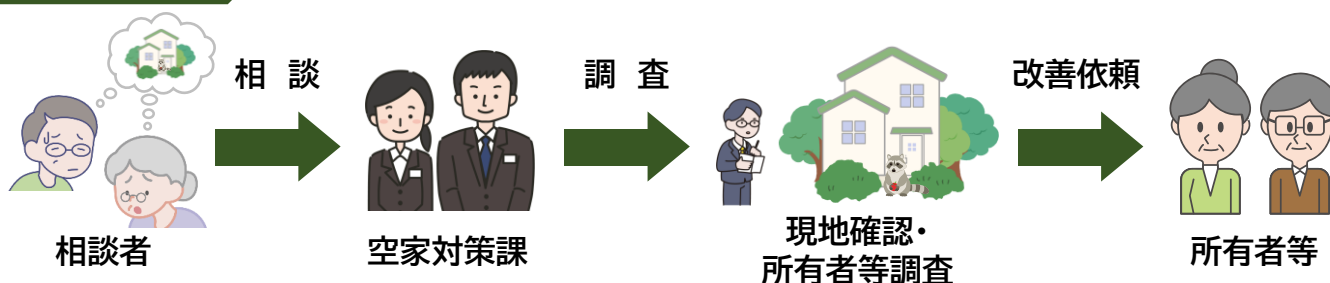 相談
調査
改善依頼
相談者
空家対策課
現地確認・
所有者等調査
所有者等